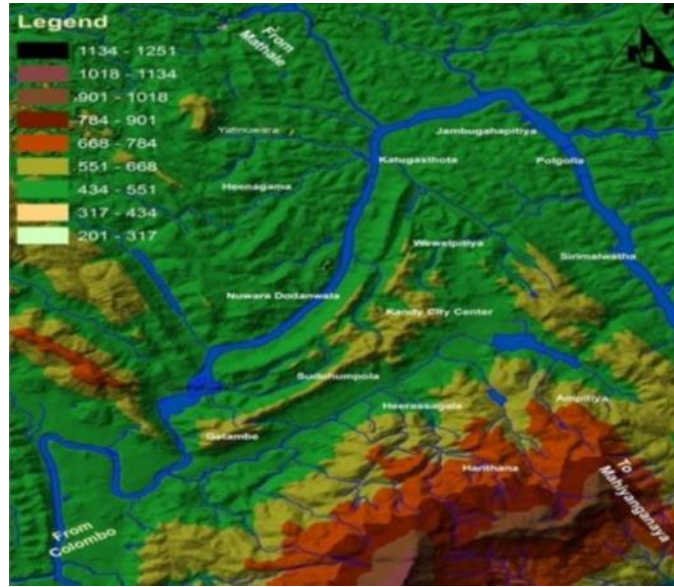 Legend
1134 - 1251
1018 - 1134
901 - 1018
784 - 901
668 - 784
551 - 668
434 - 551
317 - 434
201 - 317
From
Mathale
N
Yatinuwara
Jambugahapitiya
Katugasthota
Polgolla
Heenagama
Wewelpitiya
Sirimalwatha
Nuwara Dodanwala
Kandy City Center
Suduhumpola
Heerassagala
Ampitiya
Getambe
Harithana
To
Mahiyanganaya
From
Colombo